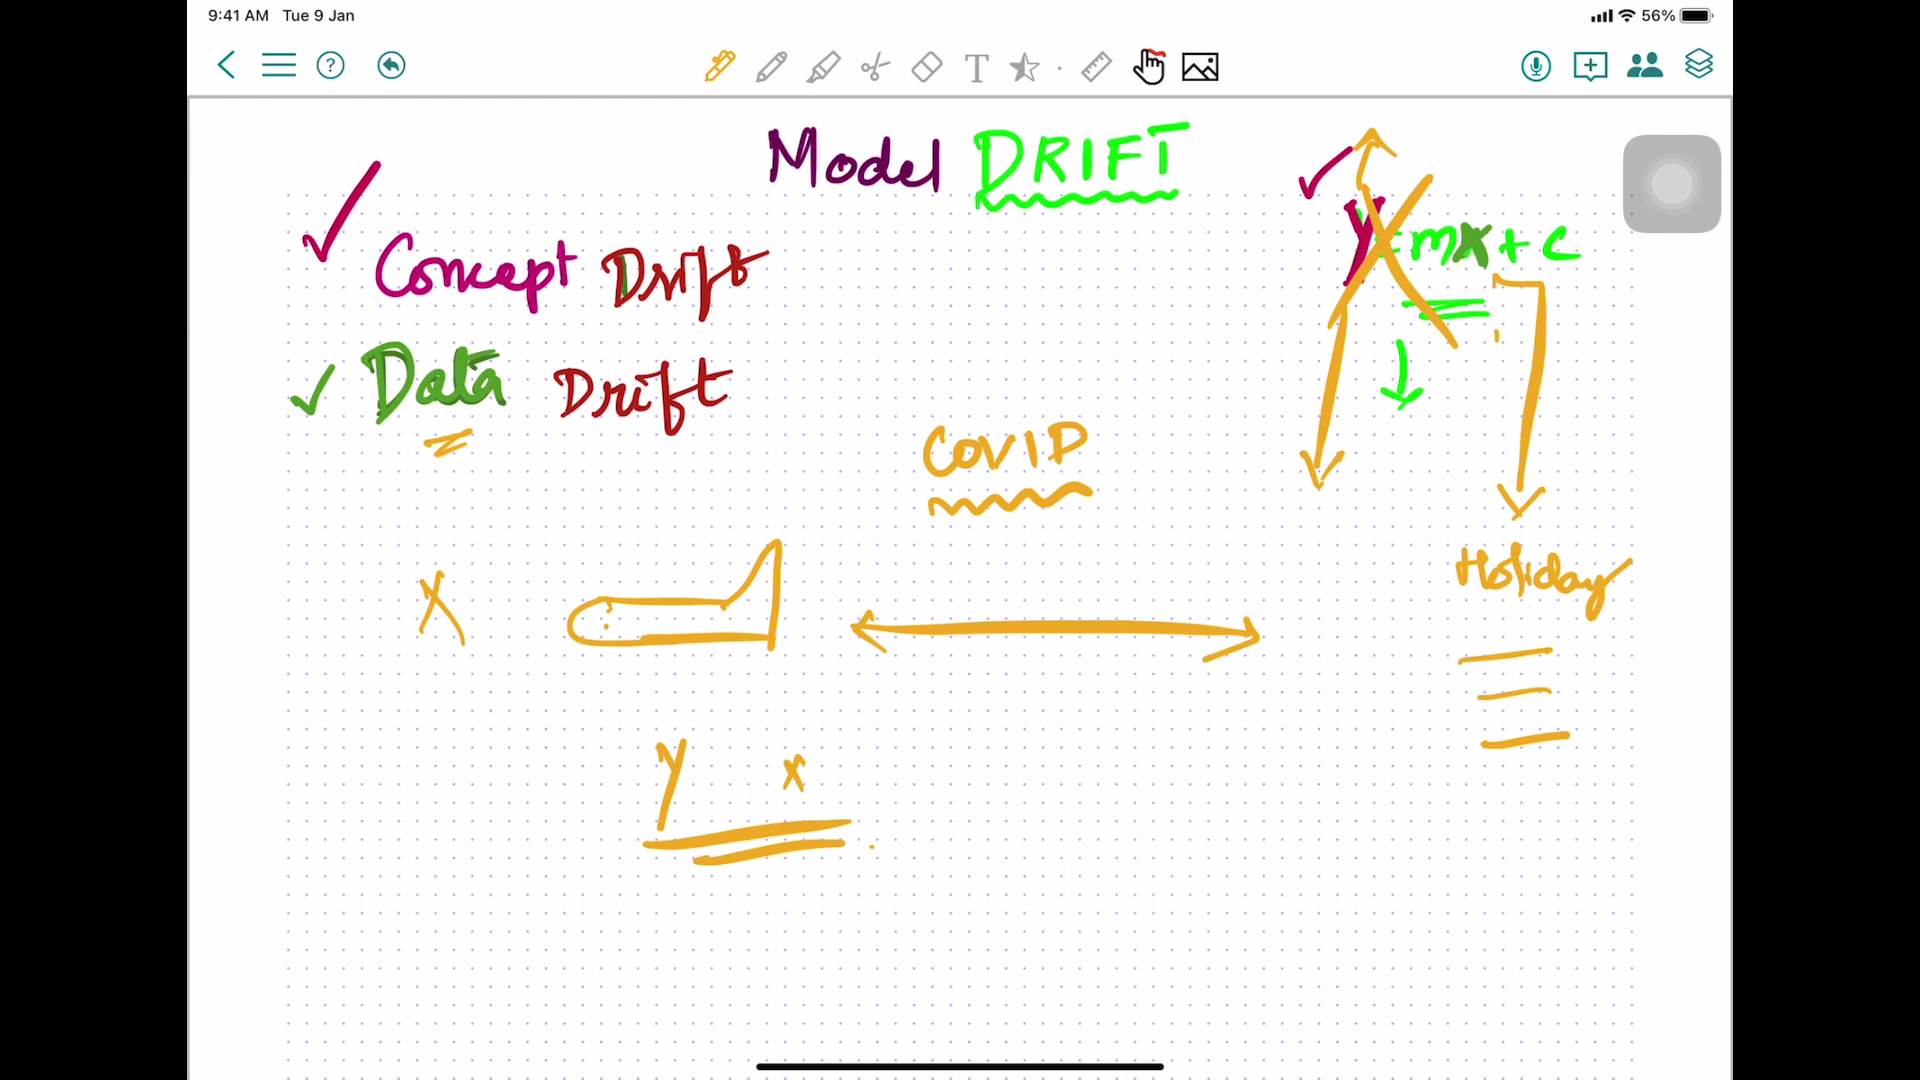 9:41 AM Tue 9 Jan
56%
?
T
Model DRIFT
y = mx + c
Concept Drift
Data Drift
COVID
Holiday
X
y x